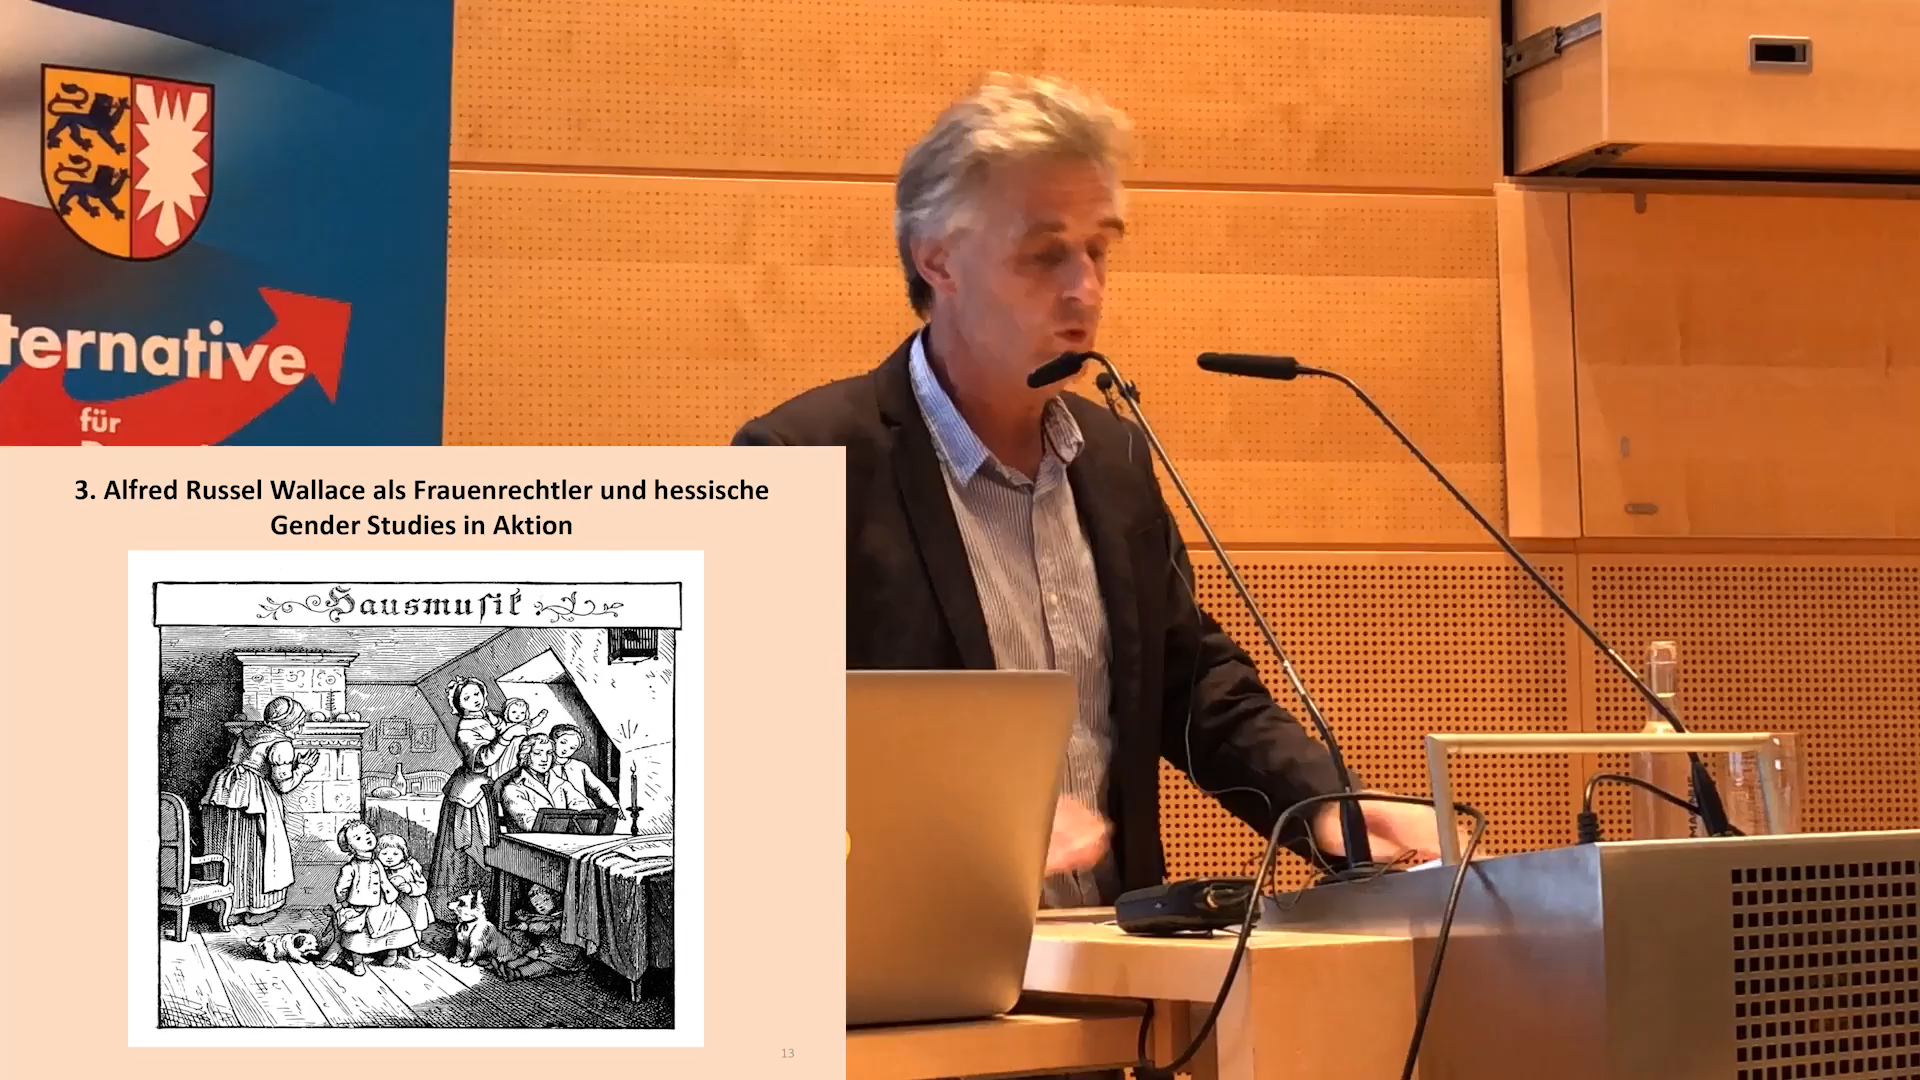 ternative
für
3. Alfred Russel Wallace als Frauenrechtler und hessische
Gender Studies in Aktion
Hausmusik
13